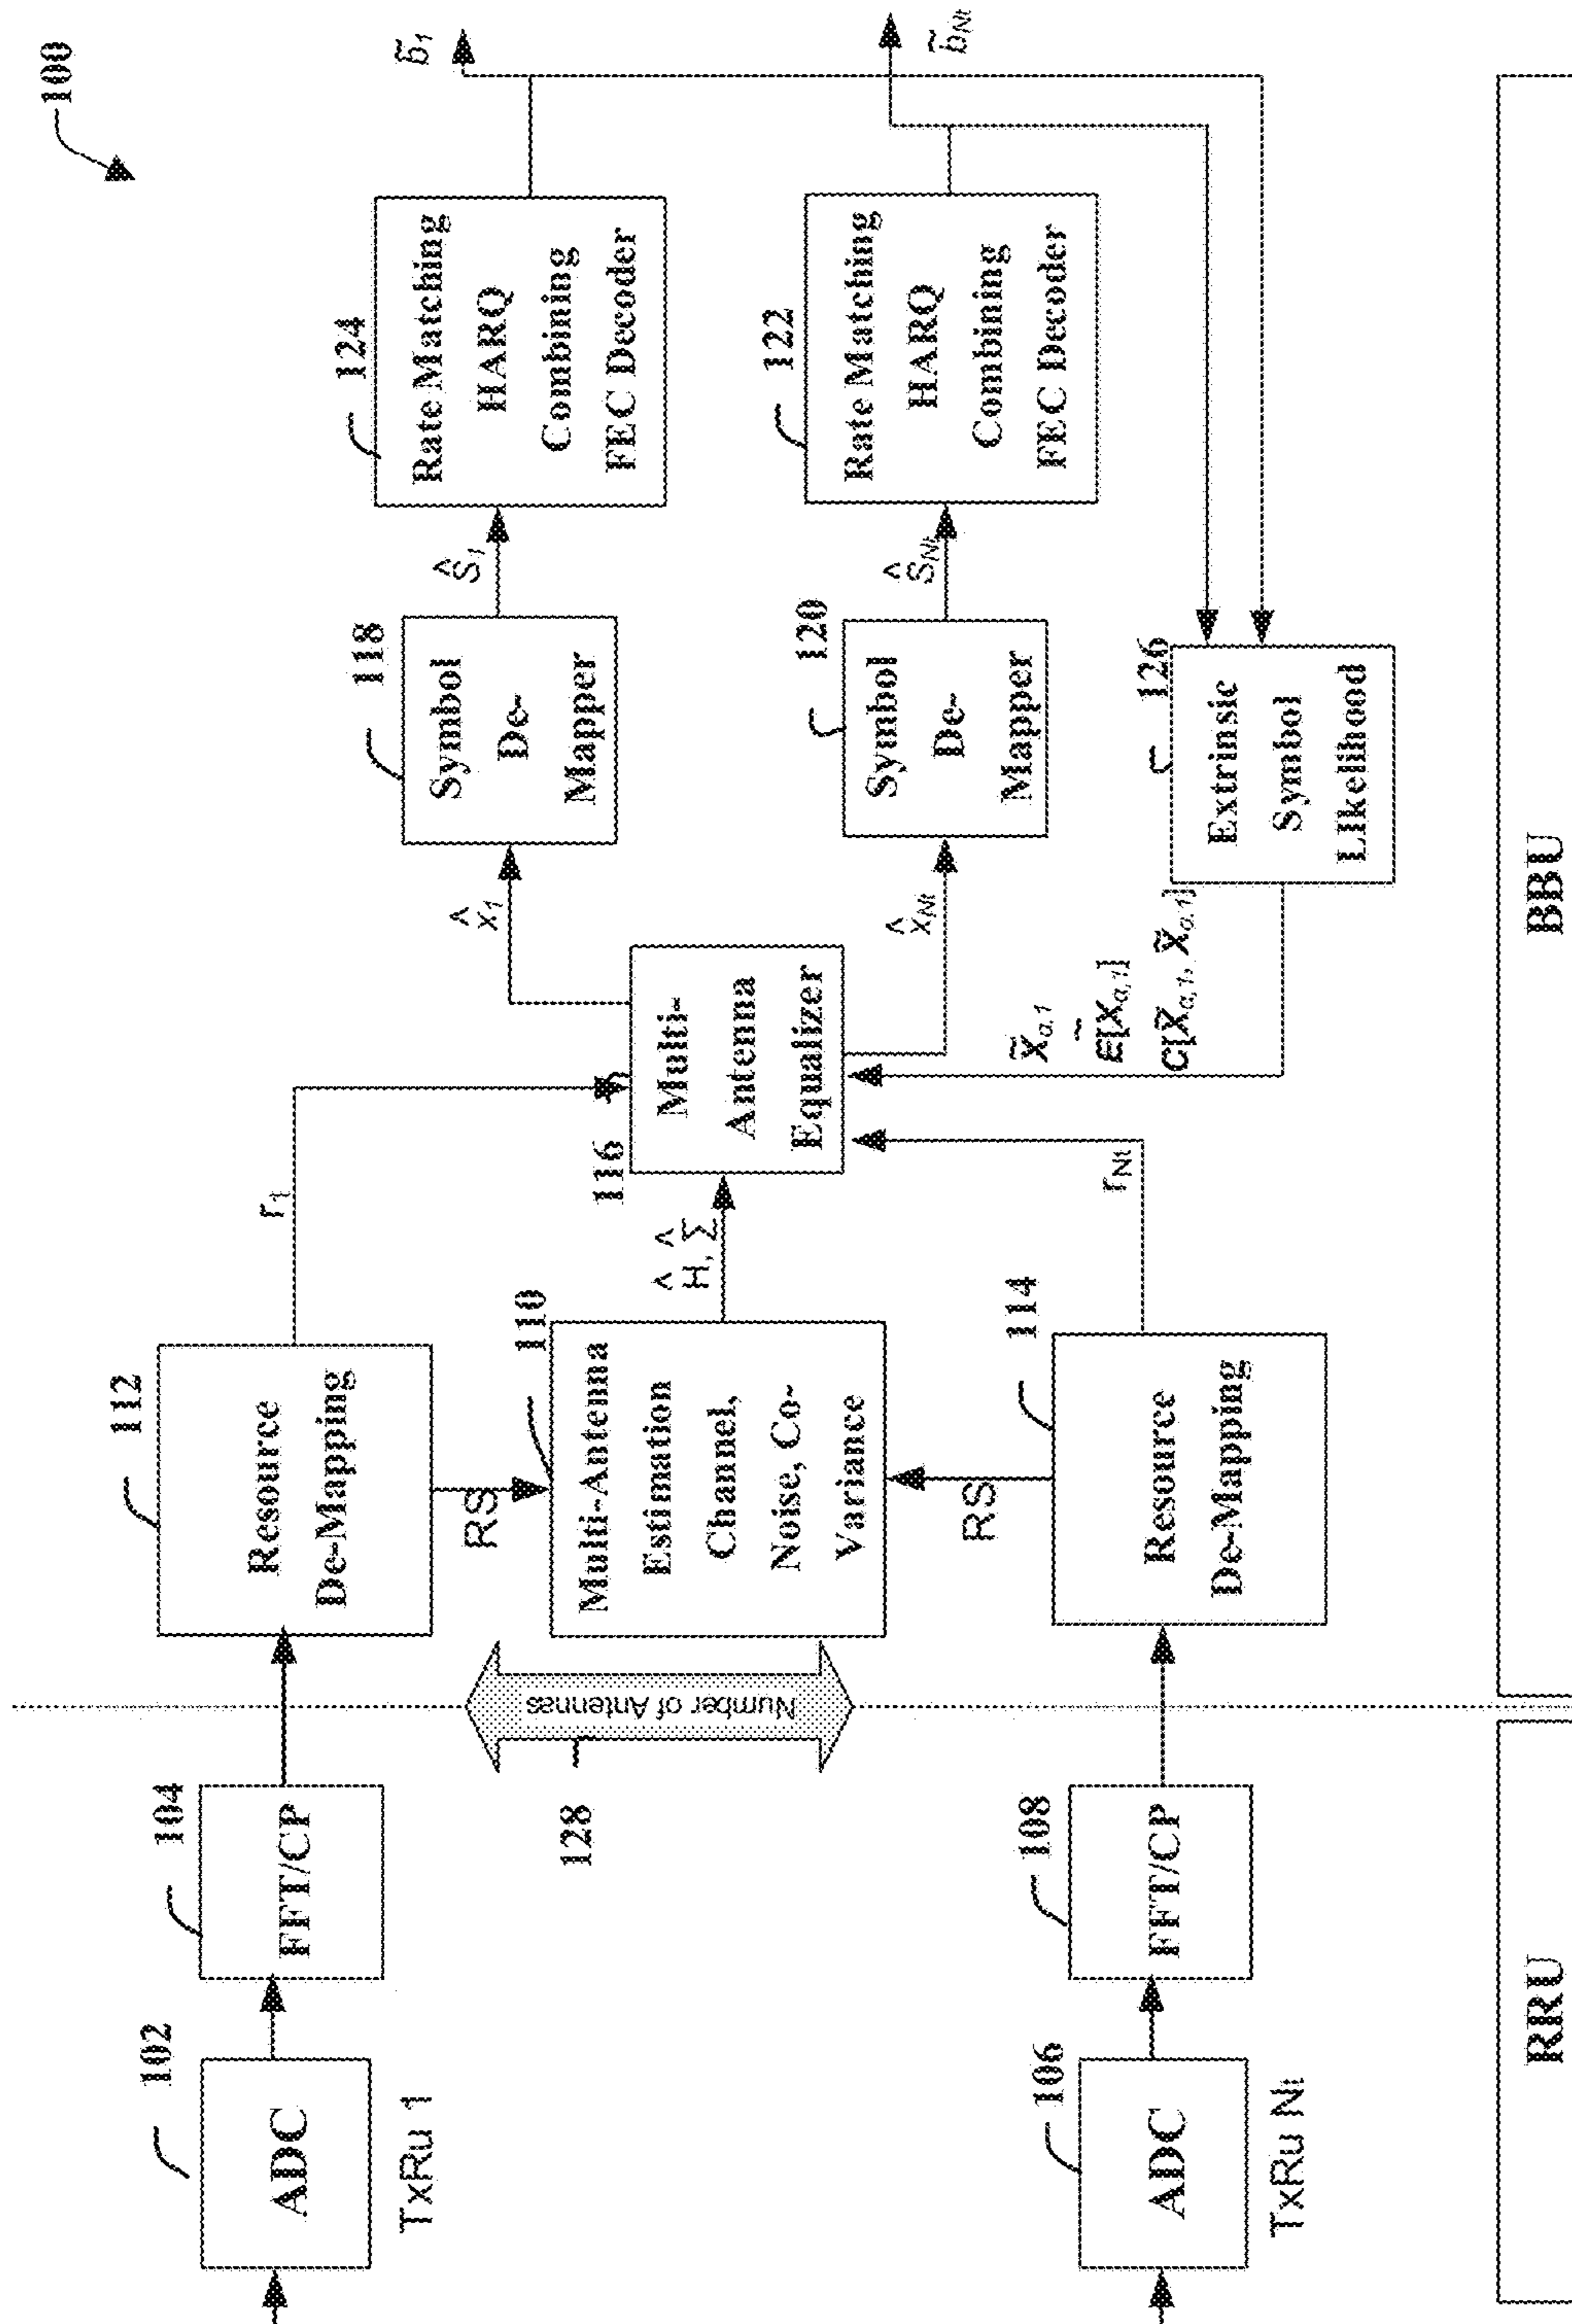 100
102
ADC
TxRu 1
104
FFT/CP
112
Resource
De-Mapping
RS
r1
110
Multi-Antenna
Estimation
Channel,
Noise, Co-
Variance
Ĥ, Σ̂
128
Number of Antennas
106
ADC
TxRu Nt
108
FFT/CP
114
Resource
De-Mapping
RS
rNt
116
Multi-
Antenna
Equalizer
x̂1
x̂Nt
118
Symbol
De-
Mapper
ŝ1
124
Rate Matching
HARQ
Combining
FEC Decoder
b̃1
120
Symbol
De-
Mapper
ŝNt
122
Rate Matching
HARQ
Combining
FEC Decoder
b̃Nt
126
Extrinsic
Symbol
LIkelihood
X̃a,1
E[X̃a,1]
C[X̃a,1, X̃a,1]
RRU
BBU